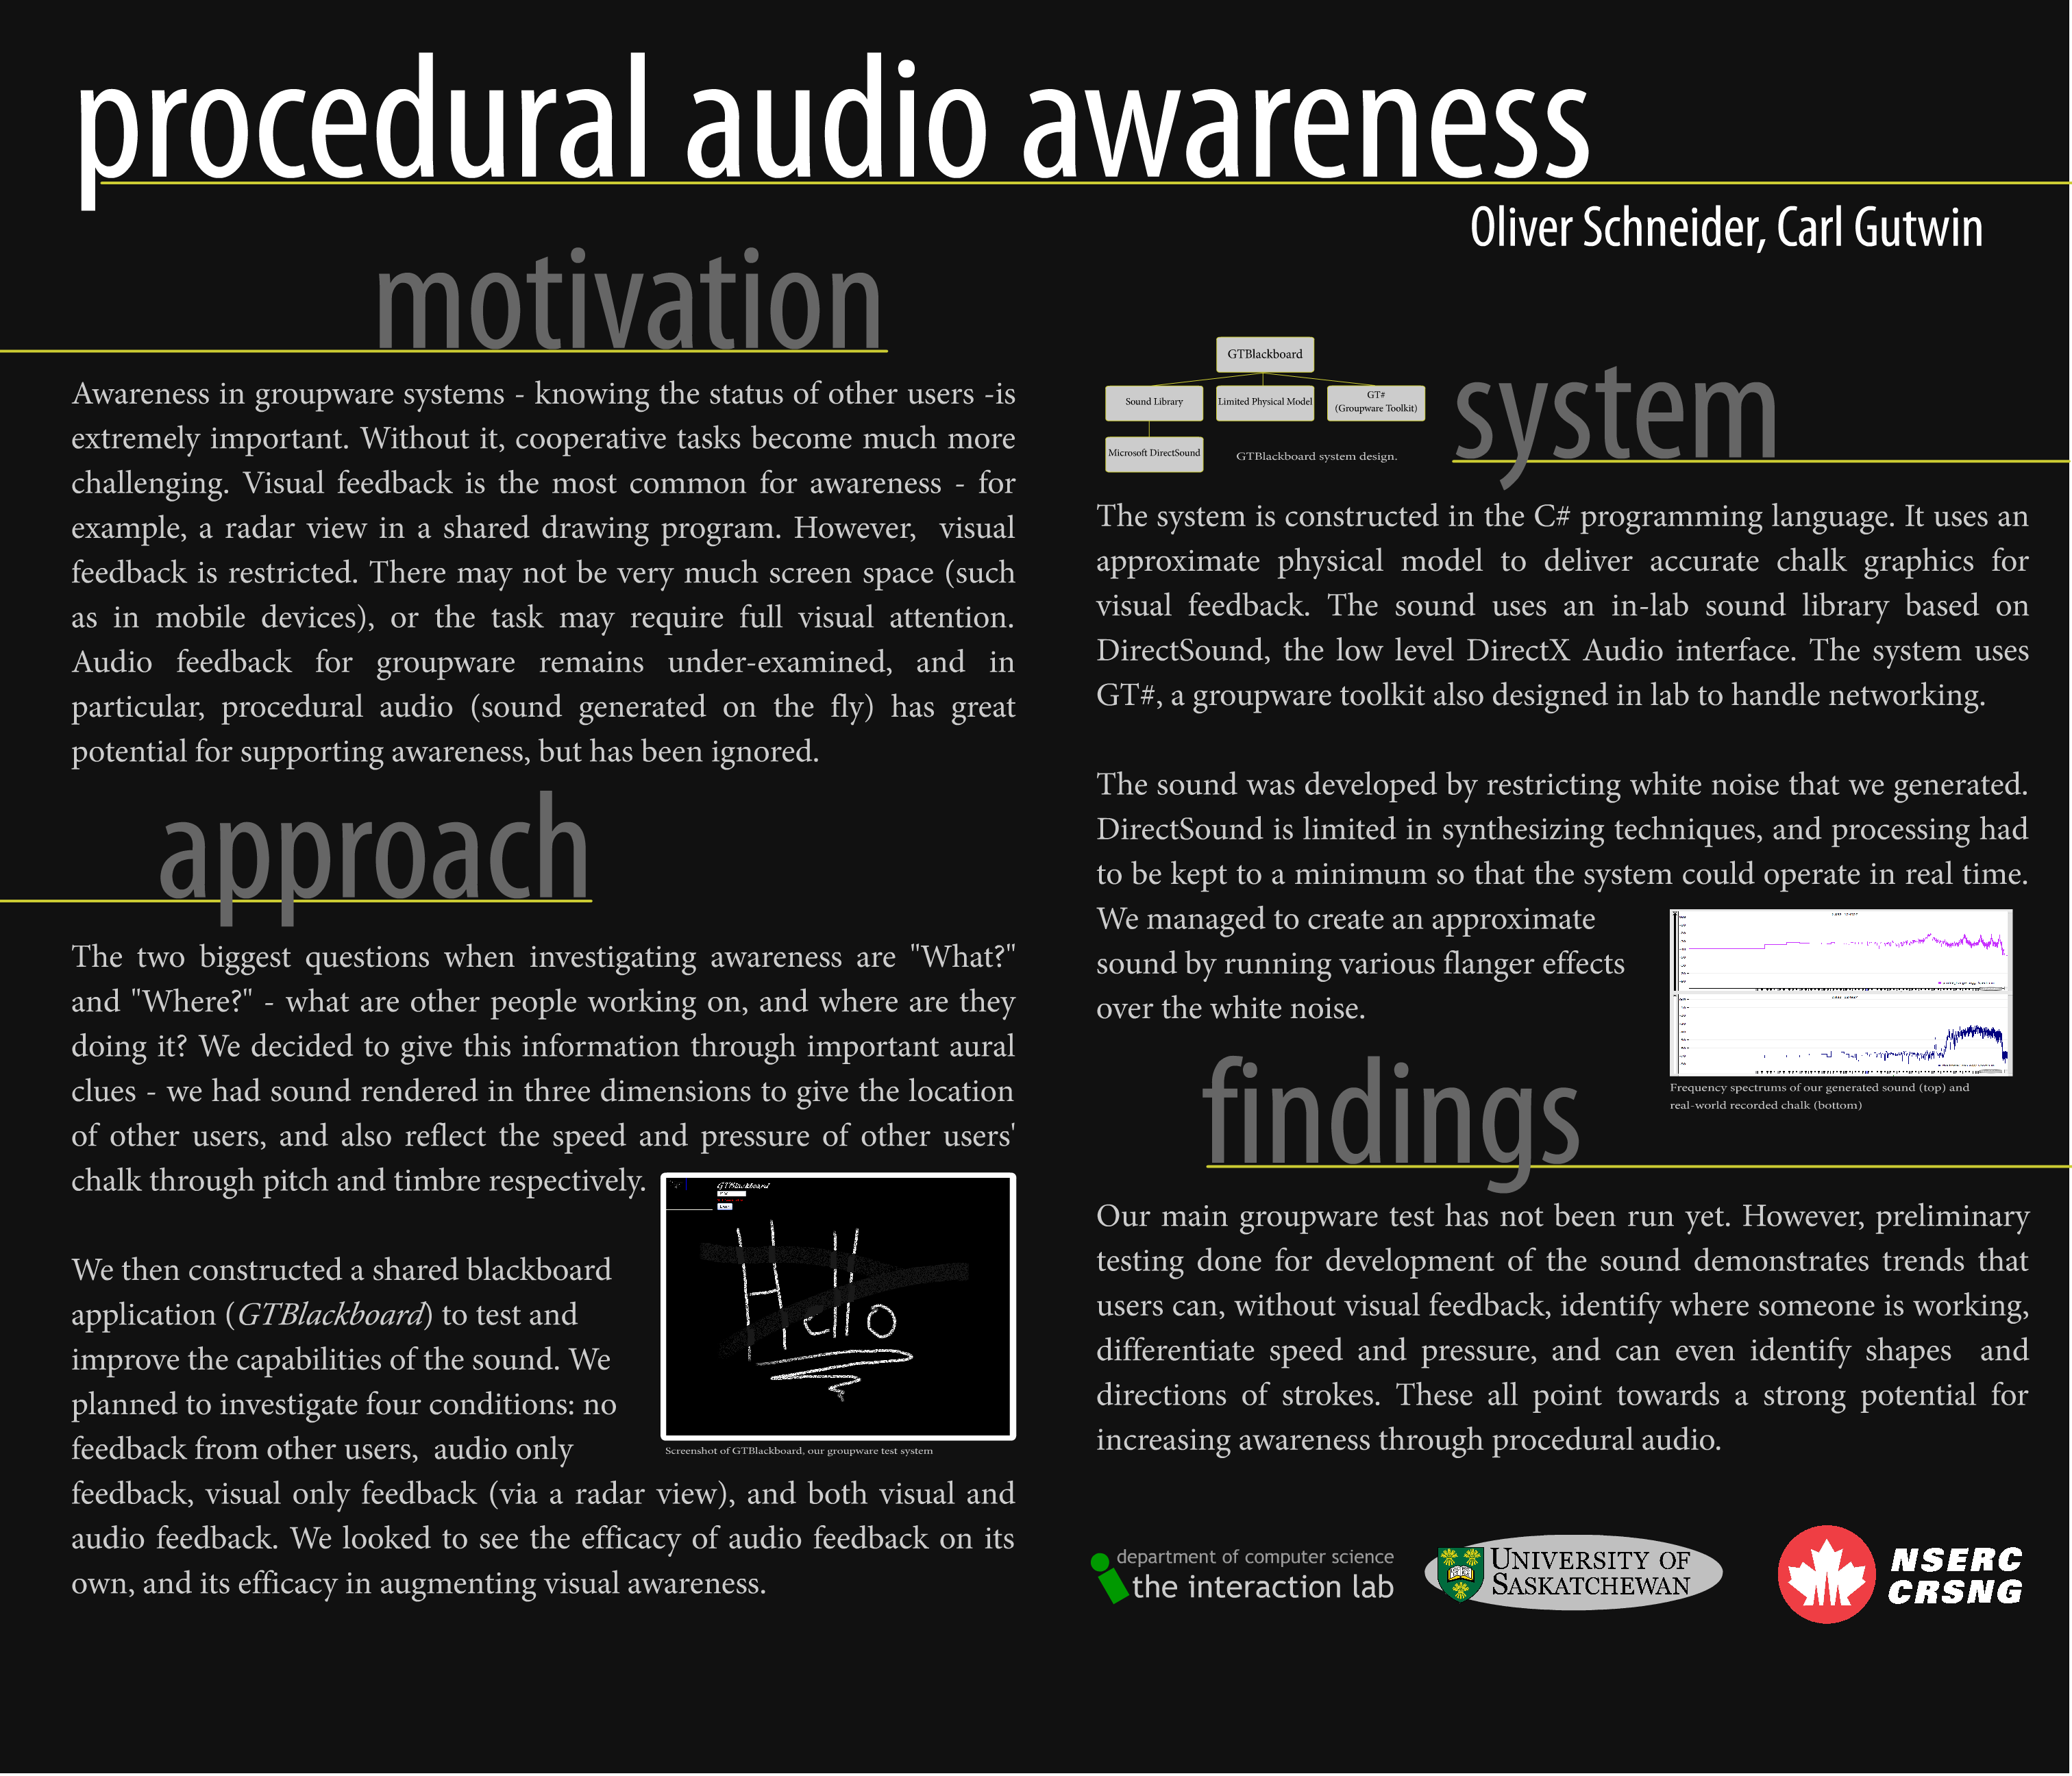 procedural audio awareness
Oliver Schneider, Carl Gutwin
motivation
Awareness in groupware systems - knowing the status of other users -is
extremely important. Without it, cooperative tasks become much more
challenging. Visual feedback is the most common for awareness - for
example, a radar view in a shared drawing program. However, visual
feedback is restricted. There may not be very much screen space (such
as in mobile devices), or the task may require full visual attention.
Audio feedback for groupware remains under-examined, and in
particular, procedural audio (sound generated on the fly) has great
potential for supporting awareness, but has been ignored.
approach
The two biggest questions when investigating awareness are "What?"
and "Where?" - what are other people working on, and where are they
doing it? We decided to give this information through important aural
clues - we had sound rendered in three dimensions to give the location
of other users, and also reflect the speed and pressure of other users'
chalk through pitch and timbre respectively.
We then constructed a shared blackboard
application (GTBlackboard) to test and
improve the capabilities of the sound. We
planned to investigate four conditions: no
feedback from other users, audio only
feedback, visual only feedback (via a radar view), and both visual and
audio feedback. We looked to see the efficacy of audio feedback on its
own, and its efficacy in augmenting visual awareness.
GTBlackboard
Hello
Screenshot of GTBlackboard, our groupware test system
GTBlackboard
Sound Library
Limited Physical Model
GT#
(Groupware Toolkit)
Microsoft DirectSound
GTBlackboard system design.
system
The system is constructed in the C# programming language. It uses an
approximate physical model to deliver accurate chalk graphics for
visual feedback. The sound uses an in-lab sound library based on
DirectSound, the low level DirectX Audio interface. The system uses
GT#, a groupware toolkit also designed in lab to handle networking.
The sound was developed by restricting white noise that we generated.
DirectSound is limited in synthesizing techniques, and processing had
to be kept to a minimum so that the system could operate in real time.
We managed to create an approximate
sound by running various flanger effects
over the white noise.
Frequency spectrums of our generated sound (top) and
real-world recorded chalk (bottom)
findings
Our main groupware test has not been run yet. However, preliminary
testing done for development of the sound demonstrates trends that
users can, without visual feedback, identify where someone is working,
differentiate speed and pressure, and can even identify shapes and
directions of strokes. These all point towards a strong potential for
increasing awareness through procedural audio.
department of computer science
the interaction lab
UNIVERSITY OF
SASKATCHEWAN
NSERC
CRSNG